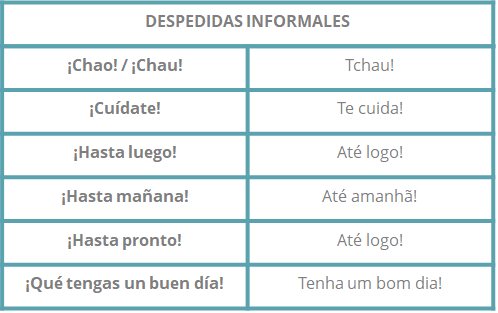 DESPEDIDAS INFORMALES
¡Chao! / ¡Chau! Tchau!
¡Cuídate! Te cuida!
¡Hasta luego! Até logo!
¡Hasta mañana! Até amanhã!
¡Hasta pronto! Até logo!
¡Qué tengas un buen día! Tenha um bom dia!